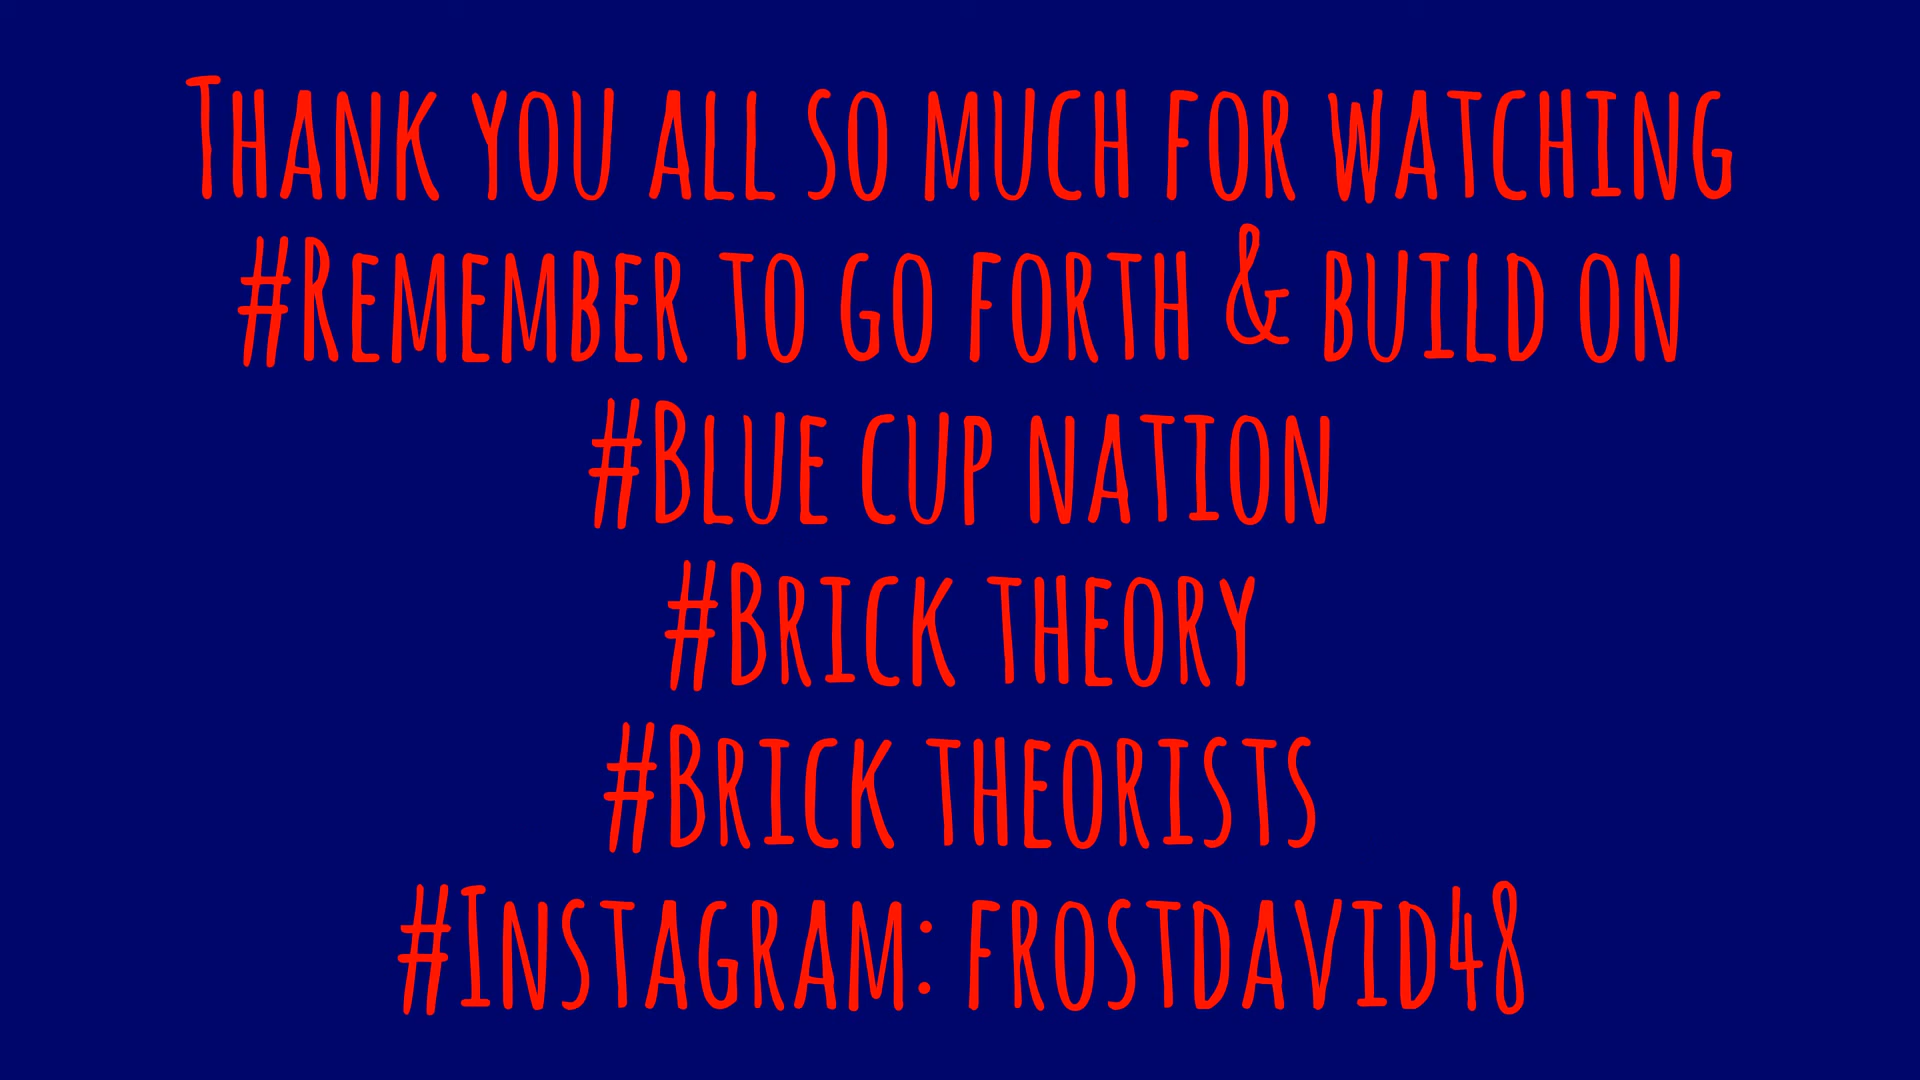 Thank you all so much for watching
#Remember to go forth & build on
#Blue cup nation
#Brick theory
#Brick theorists
#Instagram: frostdavid48